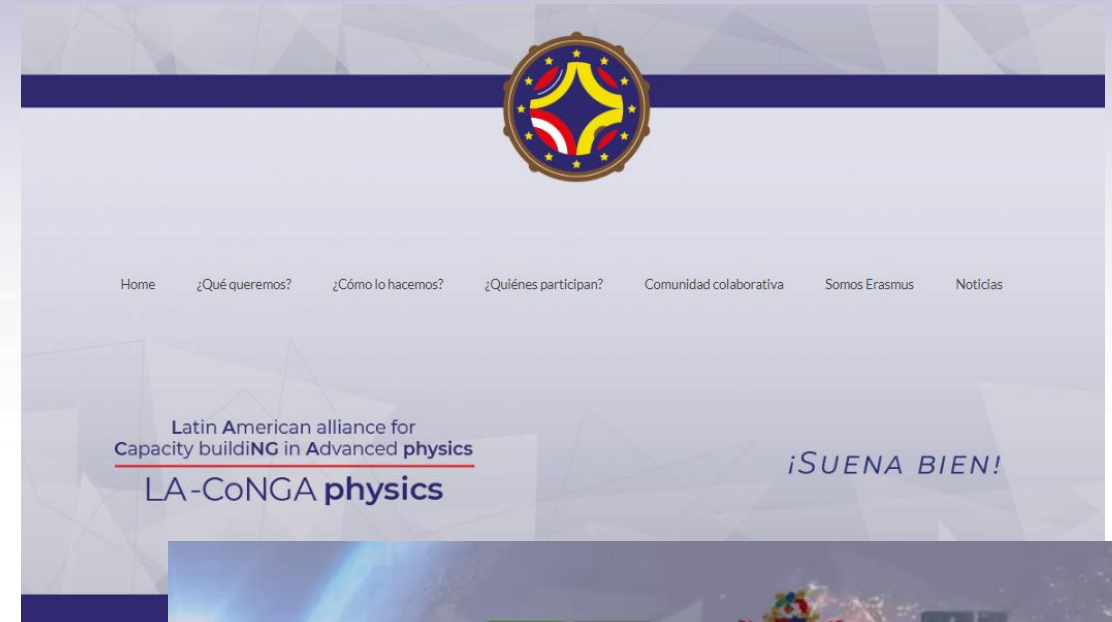 Home ¿Qué queremos? ¿Cómo lo hacemos? ¿Quiénes participan? Comunidad colaborativa Somos Erasmus Noticias
Latin American alliance for
Capacity buildiNG in Advanced physics
LA-CoNGA physics
¡SUENA BIEN!